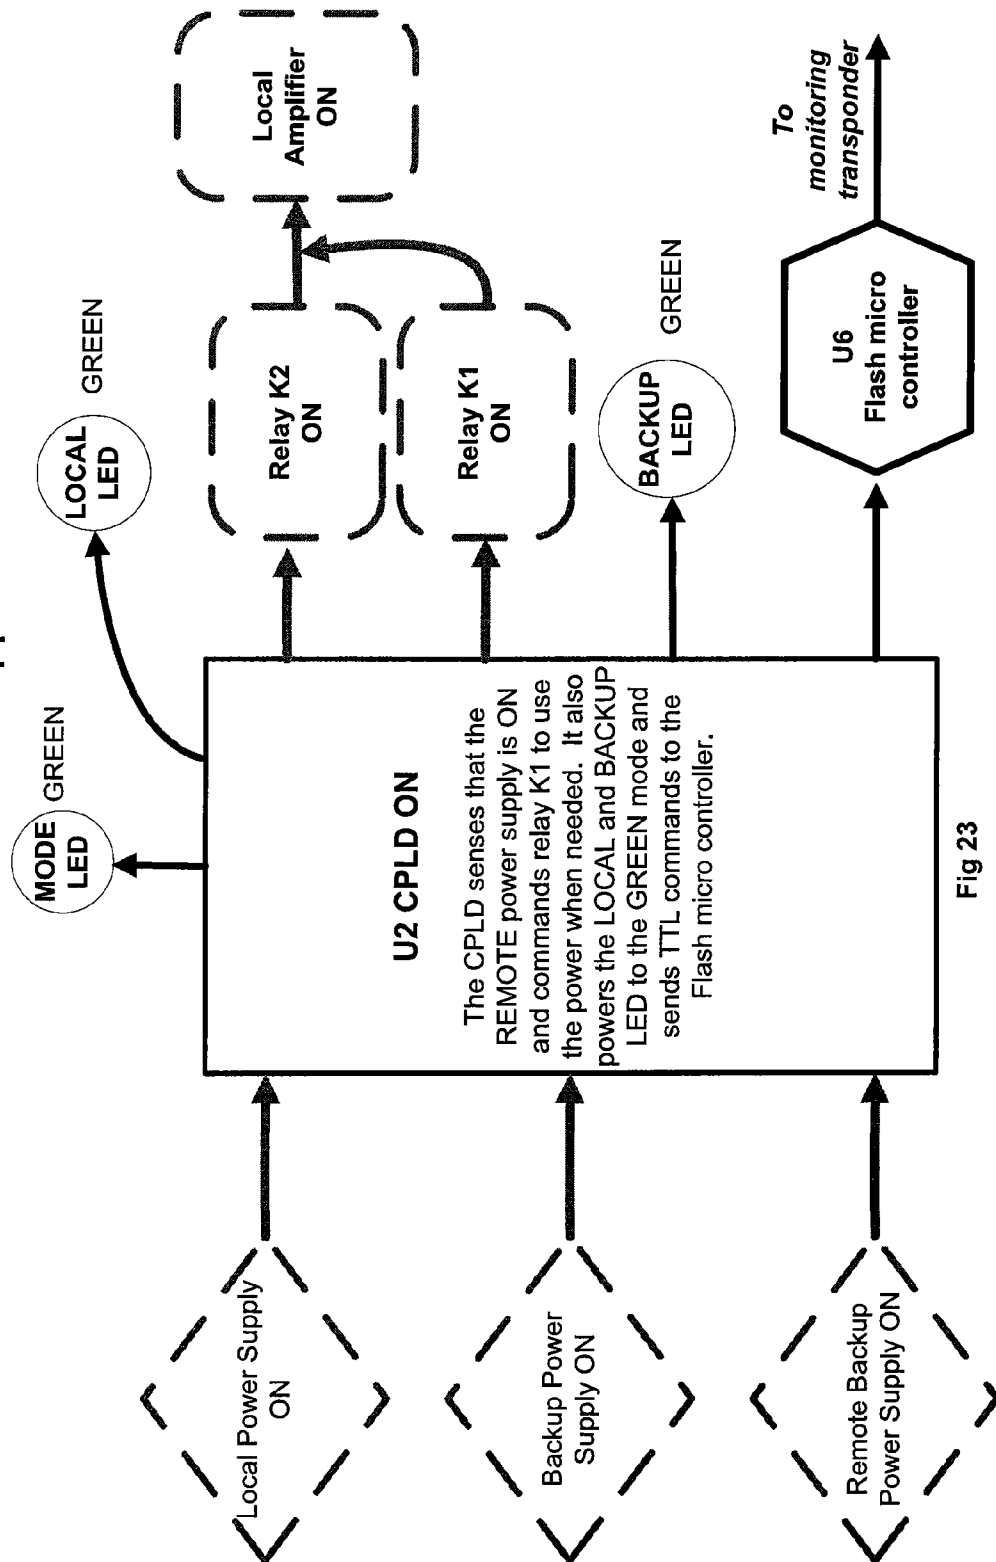 MODE
LED
GREEN
LOCAL
LED
GREEN
Local Power Supply
ON
Backup Power
Supply ON
Remote Backup
Power Supply ON
U2 CPLD ON
The CPLD senses that the
REMOTE power supply is ON
and commands relay K1 to use
the power when needed. It also
powers the LOCAL and BACKUP
LED to the GREEN mode and
sends TTL commands to the
Flash micro controller.
Relay K2
ON
Relay K1
ON
Local
Amplifier
ON
BACKUP
LED
GREEN
U6
Flash micro
controller
To
monitoring
transponder
Fig 23